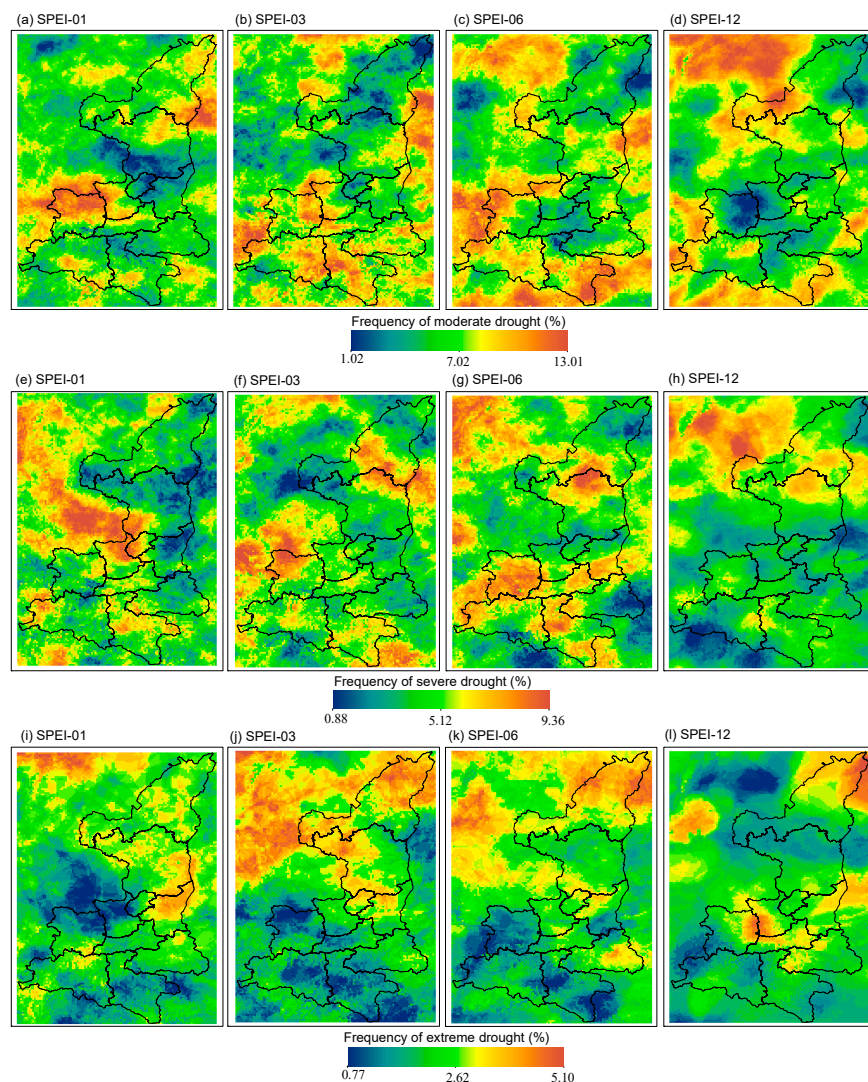 (a) SPEI-01 (b) SPEI-03 (c) SPEI-06 (d) SPEI-12
Frequency of moderate drought (%)
1.02 7.02 13.01
(e) SPEI-01 (f) SPEI-03 (g) SPEI-06 (h) SPEI-12
Frequency of severe drought (%)
0.88 5.12 9.36
(i) SPEI-01 (j) SPEI-03 (k) SPEI-06 (l) SPEI-12
Frequency of extreme drought (%)
0.77 2.62 5.10